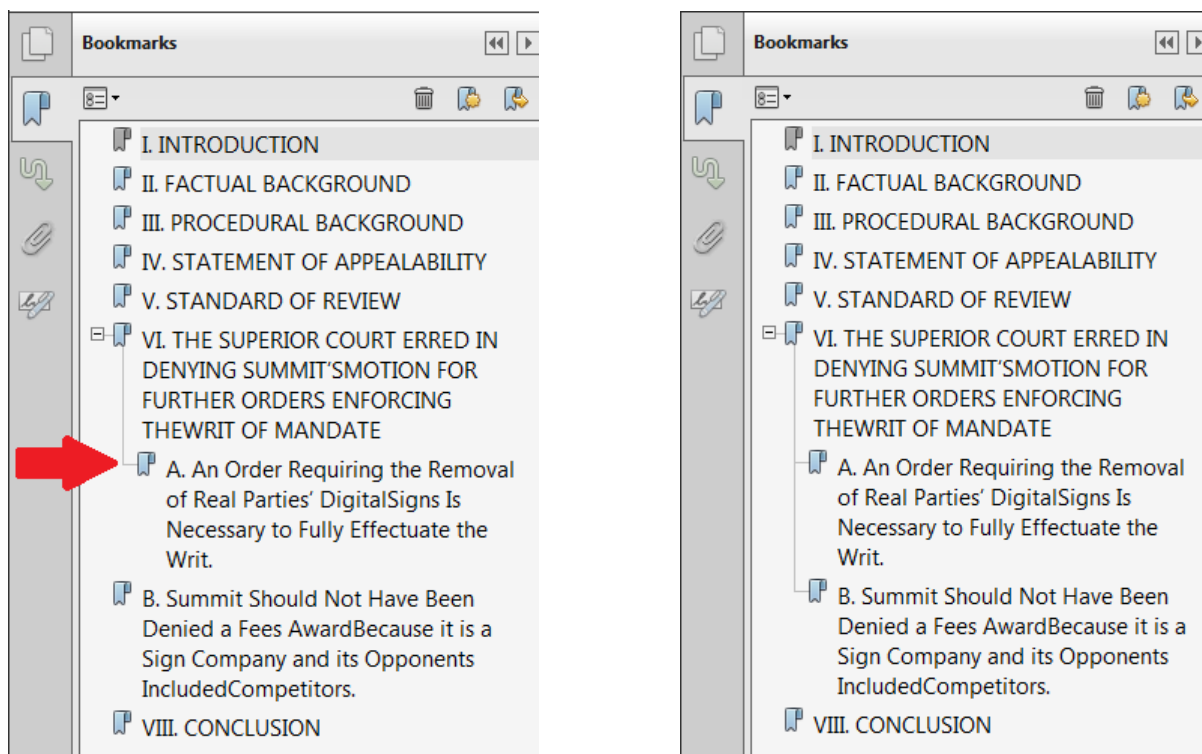 Bookmarks
I. INTRODUCTION
II. FACTUAL BACKGROUND
III. PROCEDURAL BACKGROUND
IV. STATEMENT OF APPEALABILITY
V. STANDARD OF REVIEW
VI. THE SUPERIOR COURT ERRED IN
DENYING SUMMIT'SMOTION FOR
FURTHER ORDERS ENFORCING
THEWRIT OF MANDATE
A. An Order Requiring the Removal
of Real Parties’ DigitalSigns Is
Necessary to Fully Effectuate the
Writ.
B. Summit Should Not Have Been
Denied a Fees AwardBecause it is a
Sign Company and its Opponents
IncludedCompetitors.
VIII. CONCLUSION
Bookmarks
I. INTRODUCTION
II. FACTUAL BACKGROUND
III. PROCEDURAL BACKGROUND
IV. STATEMENT OF APPEALABILITY
V. STANDARD OF REVIEW
VI. THE SUPERIOR COURT ERRED IN
DENYING SUMMIT'SMOTION FOR
FURTHER ORDERS ENFORCING
THEWRIT OF MANDATE
A. An Order Requiring the Removal
of Real Parties’ DigitalSigns Is
Necessary to Fully Effectuate the
Writ.
B. Summit Should Not Have Been
Denied a Fees AwardBecause it is a
Sign Company and its Opponents
IncludedCompetitors.
VIII. CONCLUSION